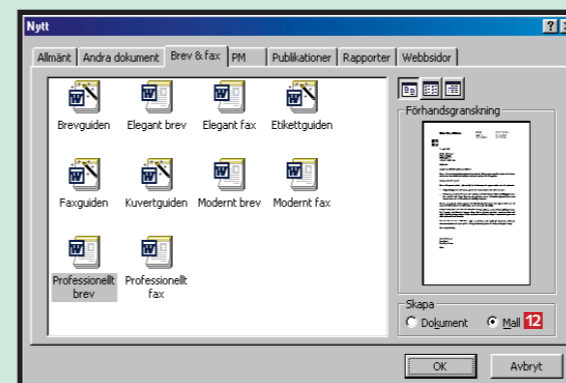 Nytt
Allmänt Andra dokument Brev & fax PM Publikationer Rapporter Webbsidor
Brevguiden Elegant brev Elegant fax Etikettguiden
Förhandsgranskning
Faxguiden Kuvertguiden Modernt brev Modernt fax
Professionellt brev
Professionellt fax
Skapa
Dokument Mall 12
OK Avbryt